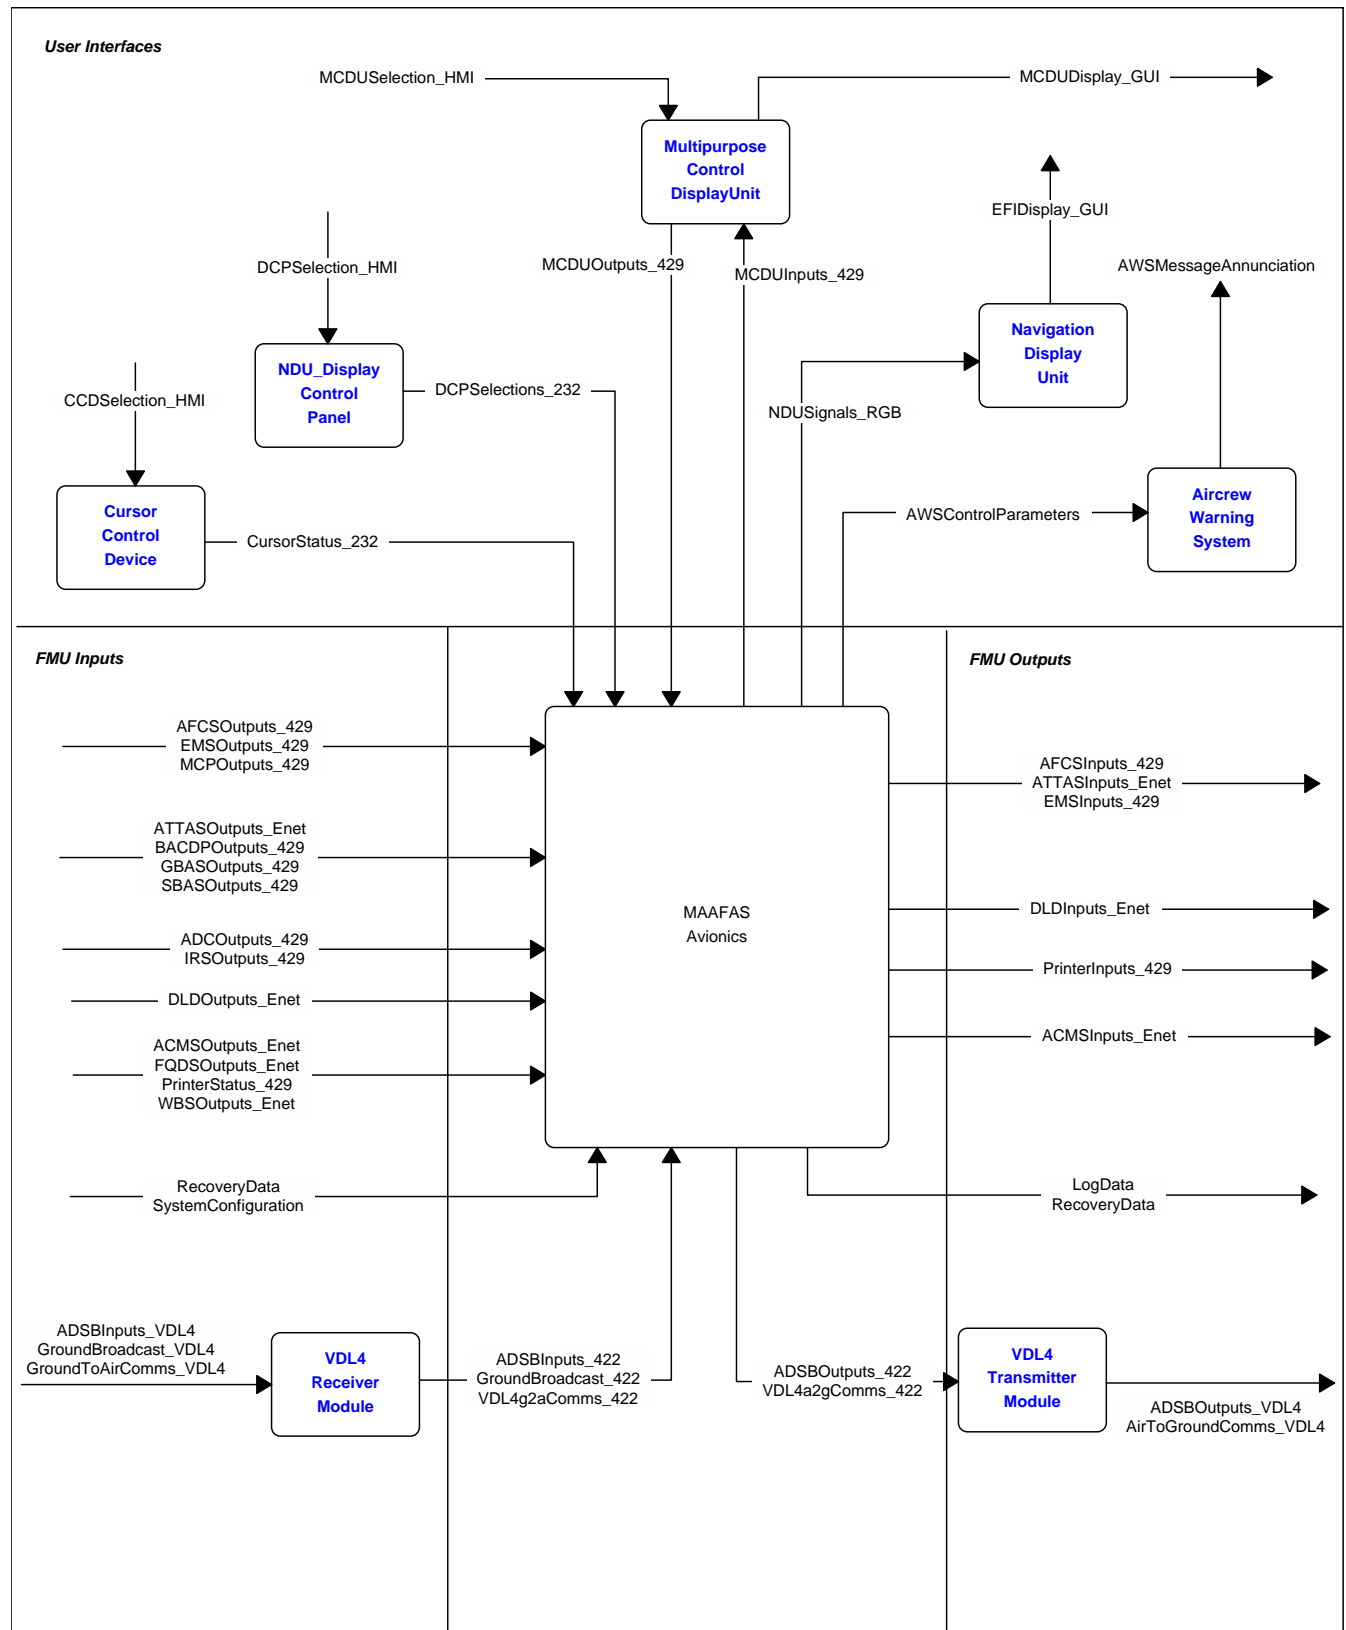 User Interfaces
MCDUSelection_HMI
MCDUDisplay_GUI
Multipurpose
Control
DisplayUnit
EFIDisplay_GUI
DCPSelection_HMI
MCDUOutputs_429
MCDUInputs_429
AWSMessageAnnunciation
Navigation
Display
Unit
NDU_Display
Control
Panel
DCPSelections_232
CCDSelection_HMI
NDUSignals_RGB
Aircrew
Warning
System
AWSControlParameters
Cursor
Control
Device
CursorStatus_232
FMU Inputs
FMU Outputs
AFCSOutputs_429
EMSOutputs_429
MCPOutputs_429
AFCSInputs_429
ATTASInputs_Enet
EMSInputs_429
ATTASOutputs_Enet
BACDPOutputs_429
GBASOutputs_429
SBASOutputs_429
MAAFAS
Avionics
DLDInputs_Enet
ADCOutputs_429
IRSOutputs_429
PrinterInputs_429
DLDOutputs_Enet
ACMSInputs_Enet
ACMSOutputs_Enet
FQDSOutputs_Enet
PrinterStatus_429
WBSOutputs_Enet
RecoveryData
SystemConfiguration
LogData
RecoveryData
ADSBInputs_VDL4
GroundBroadcast_VDL4
GroundToAirComms_VDL4
VDL4
Receiver
Module
ADSBInputs_422
GroundBroadcast_422
VDL4g2aComms_422
ADSBOutputs_422
VDL4a2gComms_422
VDL4
Transmitter
Module
ADSBOutputs_VDL4
AirToGroundComms_VDL4